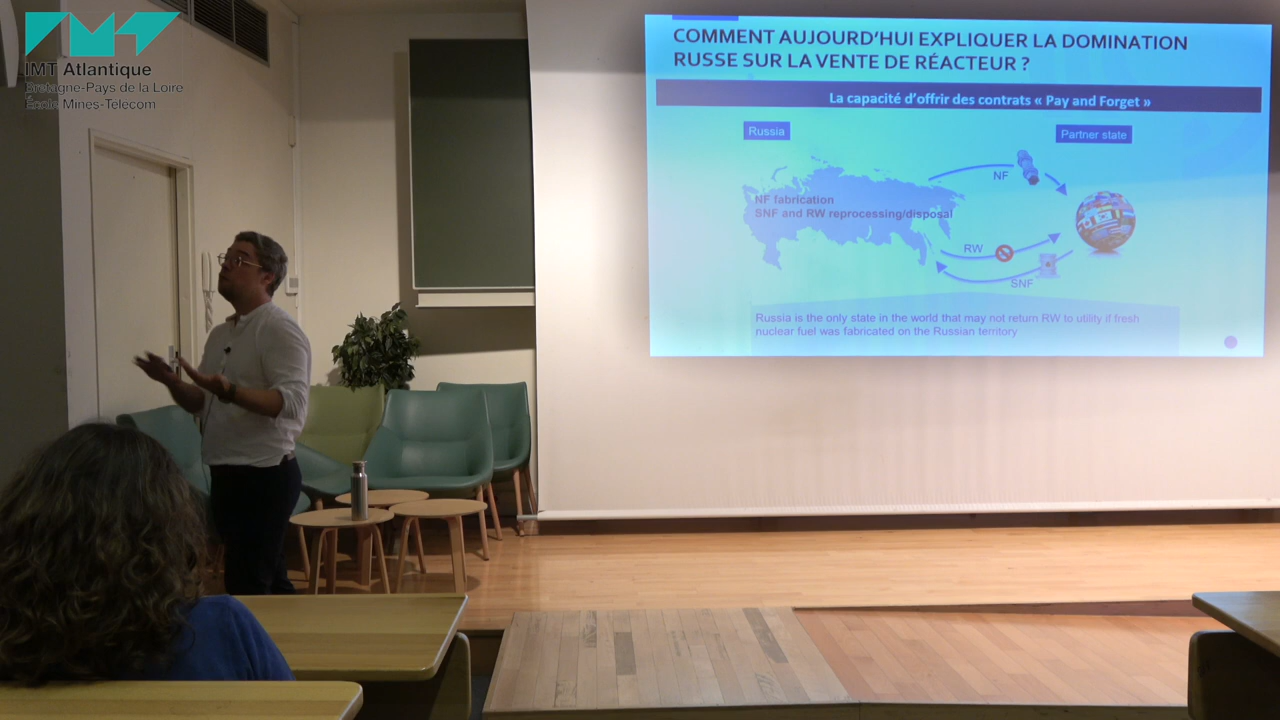 IMT Atlantique
Bretagne-Pays de la Loire
École Mines-Telecom
COMMENT AUJOURD'HUI EXPLIQUER LA DOMINATION
RUSSE SUR LA VENTE DE RÉACTEUR ?
La capacité d'offrir des contrats « Pay and Forget »
Russia
Partner state
NF
NF fabrication
SNF and RW reprocessing/disposal
RW
SNF
Russia is the only state in the world that may not return RW to utility if fresh
nuclear fuel was fabricated on the Russian territory